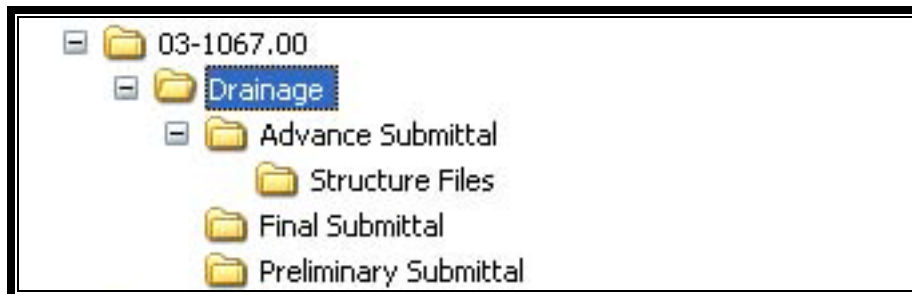 03-1067.00
Drainage
Advance Submittal
Structure Files
Final Submittal
Preliminary Submittal